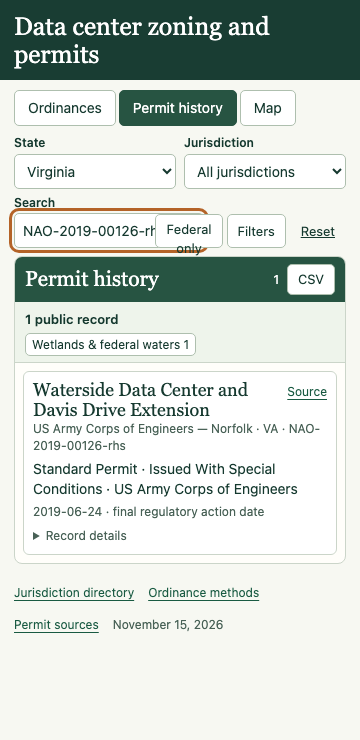 Data center zoning and
permits
Ordinances Permit history Map
State Jurisdiction
Virginia All jurisdictions
Search
NAO-2019-00126-rh Federal only Filters Reset
Permit history 1 CSV
1 public record
Wetlands & federal waters 1
Waterside Data Center and Source
Davis Drive Extension
US Army Corps of Engineers — Norfolk · VA · NAO-
2019-00126-rhs
Standard Permit · Issued With Special
Conditions · US Army Corps of Engineers
2019-06-24 · final regulatory action date
Record details
Jurisdiction directory Ordinance methods
Permit sources November 15, 2026